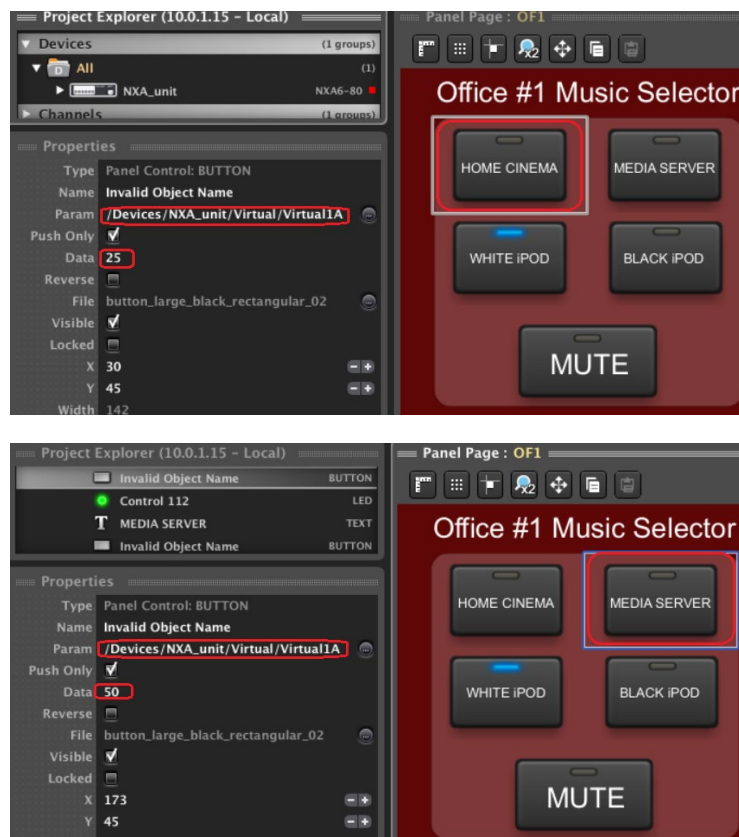 Project Explorer (10.0.1.15 – Local)
Devices (1 groups)
D All (1)
NXA_unit NXA6-80
Channels (1 groups)
Properties
Type Panel Control: BUTTON
Name Invalid Object Name
Param /Devices/NXA_unit/Virtual/Virtual1A
Push Only
Data 25
Reverse
File button_large_black_rectangular_02
Visible
Locked
X 30
Y 45
Width 142
Panel Page : OF1
x2
Office #1 Music Selector
HOME CINEMA
MEDIA SERVER
WHITE iPOD
BLACK iPOD
MUTE
Project Explorer (10.0.1.15 – Local)
Invalid Object Name BUTTON
Control 112 LED
T MEDIA SERVER TEXT
Invalid Object Name BUTTON
Properties
Type Panel Control: BUTTON
Name Invalid Object Name
Param /Devices/NXA_unit/Virtual/Virtual1A
Push Only
Data 50
Reverse
File button_large_black_rectangular_02
Visible
Locked
X 173
Y 45
Panel Page : OF1
x2
Office #1 Music Selector
HOME CINEMA
MEDIA SERVER
WHITE iPOD
BLACK iPOD
MUTE